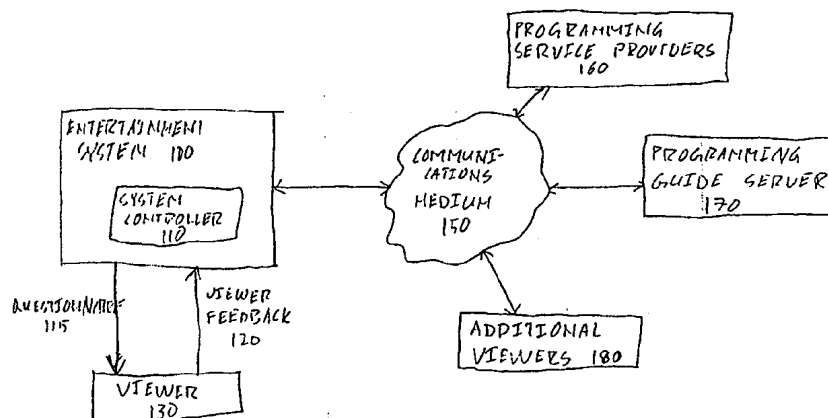 PROGRAMMING
SERVICE PROVIDERS
160
ENTERTAINMENT
SYSTEM 100
SYSTEM
CONTROLLER
110
COMMUNI-
CATIONS
MEDIUM
150
PROGRAMMING
GUIDE SERVER
170
QUESTIONNAIRE
115
VIEWER
FEEDBACK
120
ADDITIONAL
VIEWERS 180
VIEWER
130